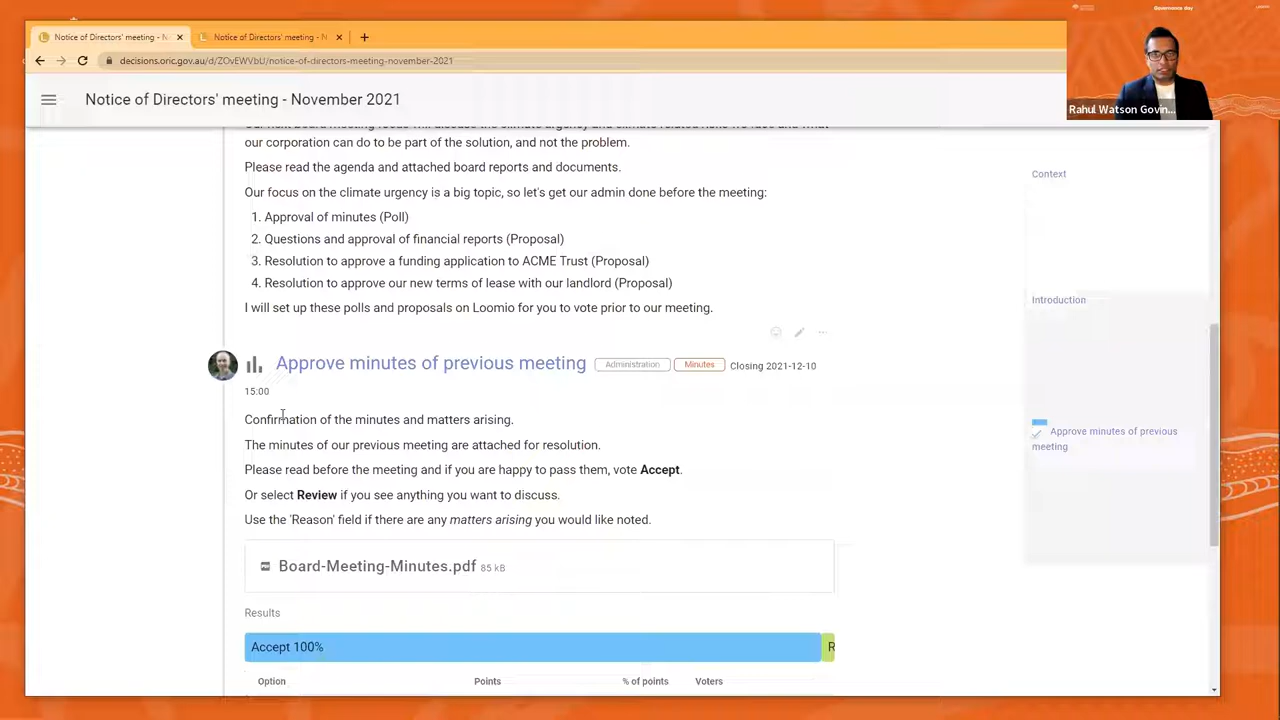 Governance day
Notice of Directors' meeting - N
Notice of Directors' meeting - N
decisions.oric.gov.au/d/ZOvEWVbU/notice-of-directors-meeting-november-2021
Rahul Watson Govin...
Notice of Directors' meeting - November 2021
our corporation can do to be part of the solution, and not the problem.
Please read the agenda and attached board reports and documents.
Our focus on the climate urgency is a big topic, so let's get our admin done before the meeting:
1. Approval of minutes (Poll)
2. Questions and approval of financial reports (Proposal)
3. Resolution to approve a funding application to ACME Trust (Proposal)
4. Resolution to approve our new terms of lease with our landlord (Proposal)
I will set up these polls and proposals on Loomio for you to vote prior to our meeting.
Approve minutes of previous meeting Administration Minutes Closing 2021-12-10
15:00
Confirmation of the minutes and matters arising.
The minutes of our previous meeting are attached for resolution.
Please read before the meeting and if you are happy to pass them, vote Accept.
Or select Review if you see anything you want to discuss.
Use the 'Reason' field if there are any matters arising you would like noted.
Board-Meeting-Minutes.pdf 85 kB
Results
Accept 100% R
Option Points % of points Voters
Context
Introduction
Approve minutes of previous
meeting